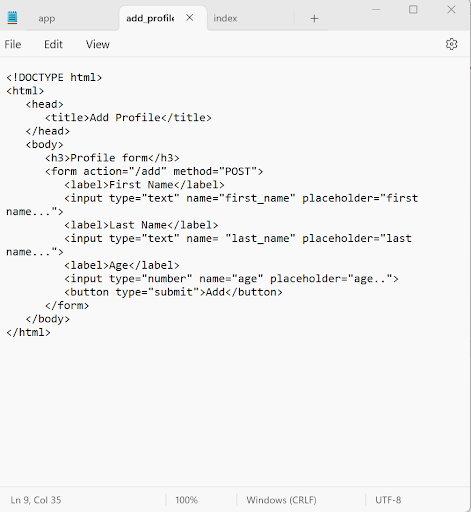 app
add_profile
index
File
Edit
View
<!DOCTYPE html>
<html>
<head>
<title>Add Profile</title>
</head>
<body>
<h3>Profile form</h3>
<form action="/add" method="POST">
<label>First Name</label>
<input type="text" name="first_name" placeholder="first
name...">
<label>Last Name</label>
<input type="text" name= "last_name" placeholder="last
name...">
<label>Age</label>
<input type="number" name="age" placeholder="age..">
<button type="submit">Add</button>
</form>
</body>
</html>
Ln 9, Col 35
100%
Windows (CRLF)
UTF-8